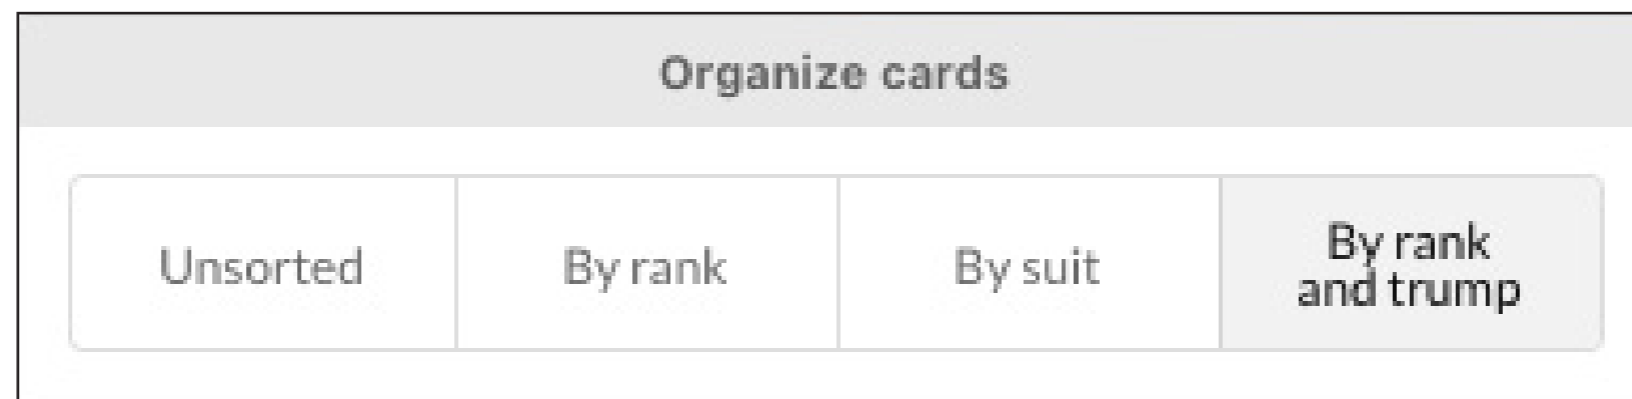 Organize cards
Unsorted
By rank
By suit
By rank
and trump